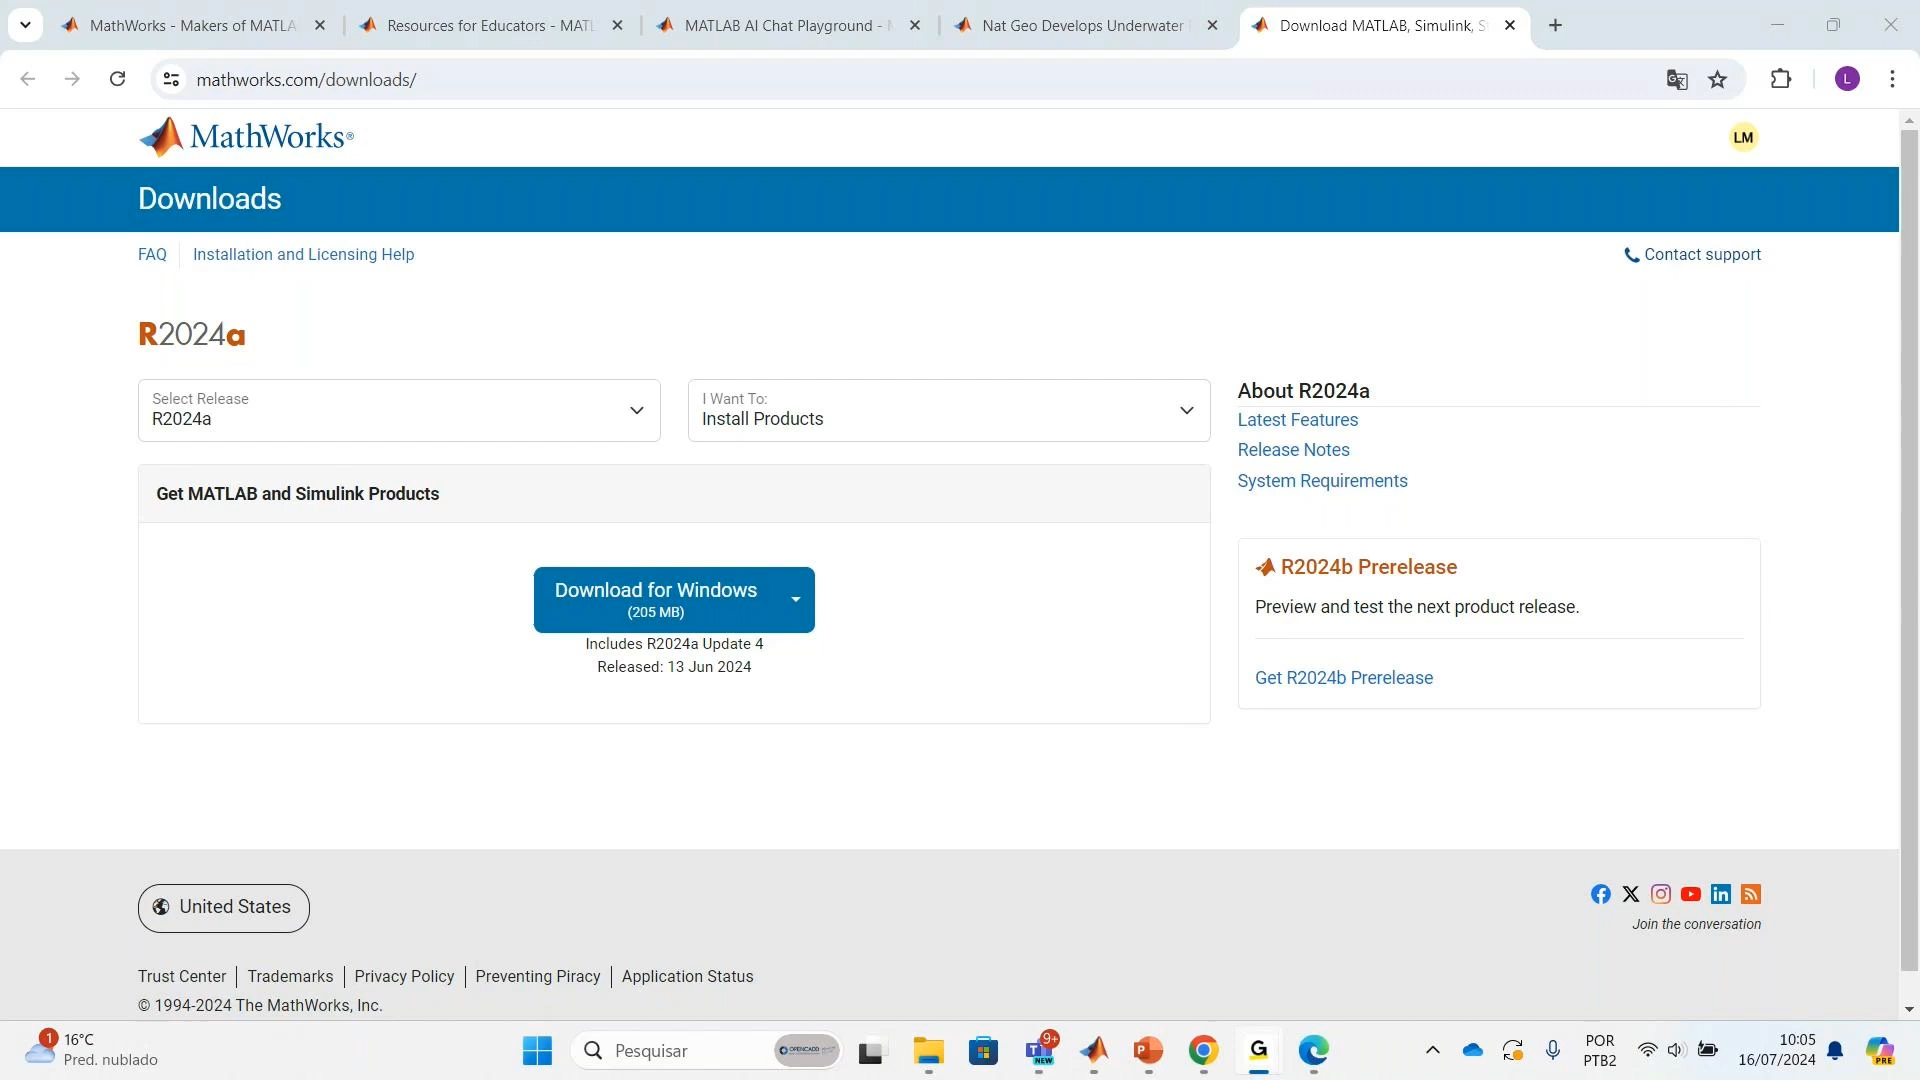 MathWorks - Makers of MATLA
Resources for Educators - MATL
MATLAB AI Chat Playground -
Nat Geo Develops Underwater
Download MATLAB, Simulink, S
mathworks.com/downloads/
L
MathWorks®
LM
Downloads
FAQ
Installation and Licensing Help
Contact support
R2024a
Select Release
R2024a
I Want To:
Install Products
About R2024a
Latest Features
Release Notes
System Requirements
Get MATLAB and Simulink Products
Download for Windows
(205 MB)
Includes R2024a Update 4
Released: 13 Jun 2024
R2024b Prerelease
Preview and test the next product release.
Get R2024b Prerelease
United States
Join the conversation
Trust Center
Trademarks
Privacy Policy
Preventing Piracy
Application Status
© 1994-2024 The MathWorks, Inc.
1
16°C
Pred. nublado
Pesquisar
OPENCADD
9+
NEW
POR
PTB2
10:05
16/07/2024
PRE